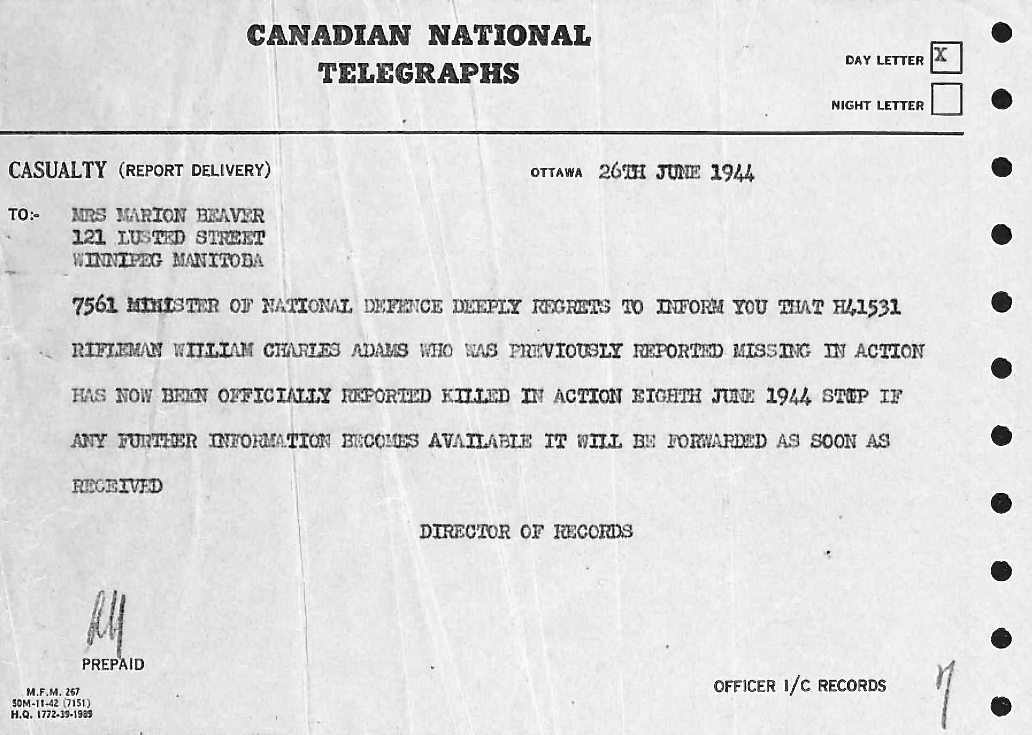 CANADIAN NATIONAL
TELEGRAPHS
DAY LETTER X
NIGHT LETTER
CASUALTY (REPORT DELIVERY)
OTTAWA 26TH JUNE 1944
TO:- MRS MARION BEAVER
121 LUSTED STREET
WINNIPEG MANITOBA
7561 MINISTER OF NATIONAL DEFENCE DEEPLY REGRETS TO INFORM YOU THAT H41531
RIFLEMAN WILLIAM CHARLES ADAMS WHO WAS PREVIOUSLY REPORTED MISSING IN ACTION
HAS NOW BEEN OFFICIALLY REPORTED KILLED IN ACTION EIGHTH JUNE 1944 STOP IF
ANY FURTHER INFORMATION BECOMES AVAILABLE IT WILL BE FORWARDED AS SOON AS
RECEIVED
DIRECTOR OF RECORDS
PREPAID
OFFICER I/C RECORDS
M.F.M. 267
50M-11-42 (7151)
H.Q. 1772-39-1989